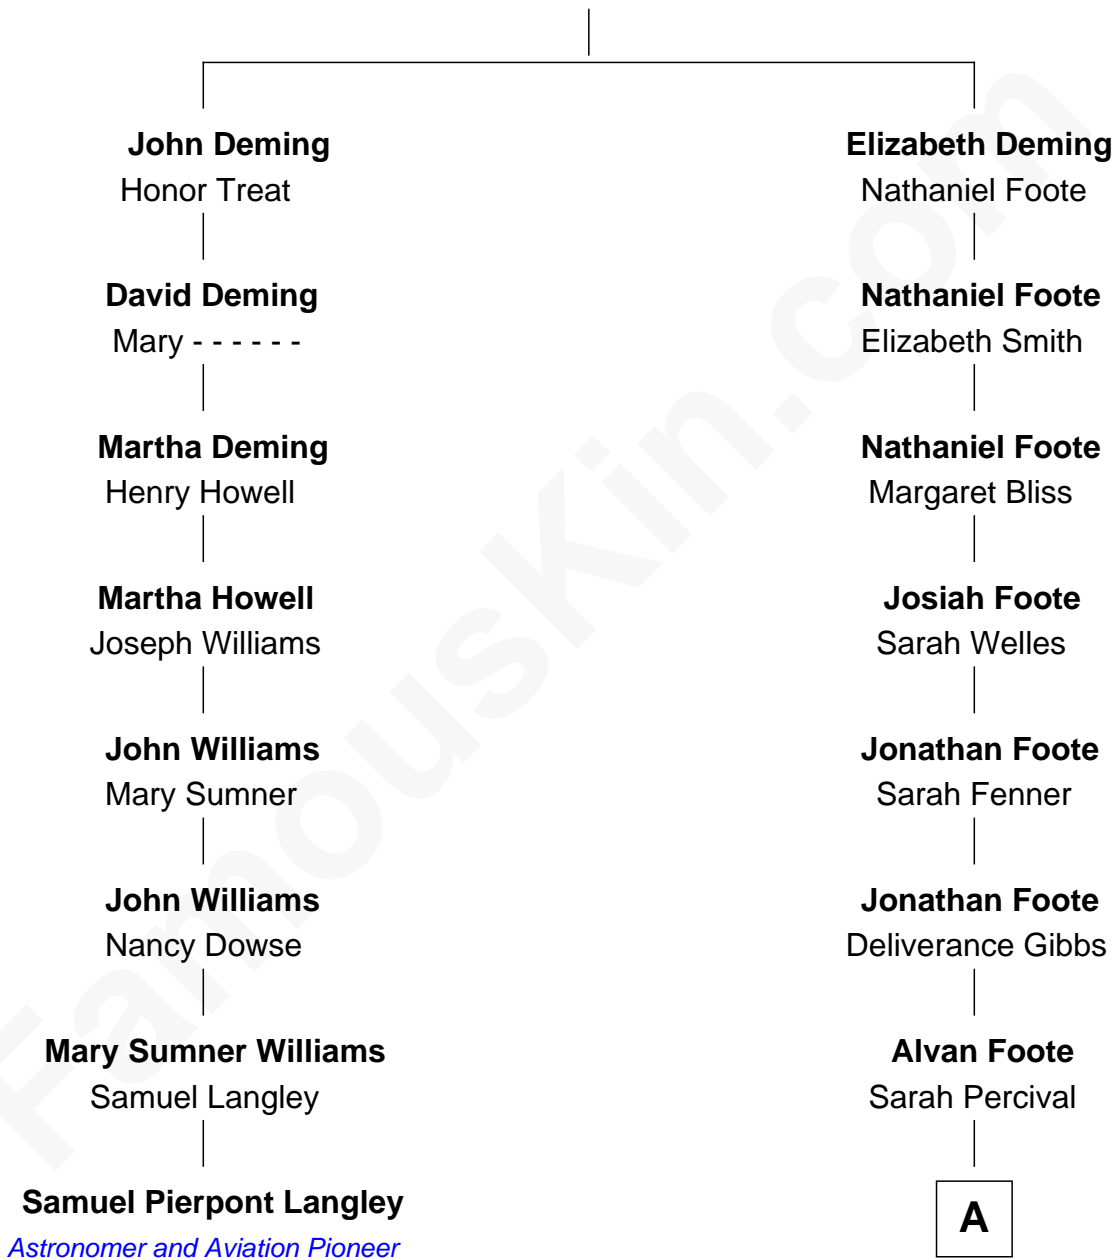 John Deming
Honor Treat
David Deming
Mary - - - - - -
Martha Deming
Henry Howell
Martha Howell
Joseph Williams
John Williams
Mary Sumner
John Williams
Nancy Dowse
Mary Sumner Williams
Samuel Langley
Samuel Pierpont Langley
Astronomer and Aviation Pioneer
Elizabeth Deming
Nathaniel Foote
Nathaniel Foote
Elizabeth Smith
Nathaniel Foote
Margaret Bliss
Josiah Foote
Sarah Welles
Jonathan Foote
Sarah Fenner
Jonathan Foote
Deliverance Gibbs
Alvan Foote
Sarah Percival
A
FamousKin.com